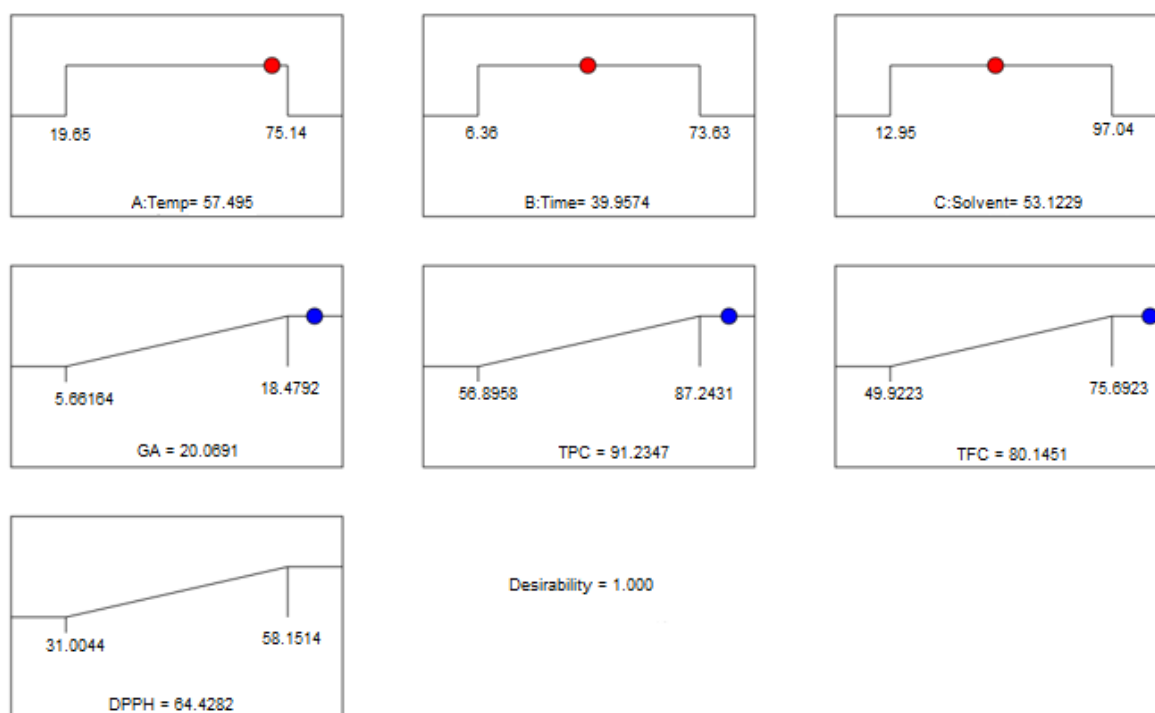 19.65 75.14
A:Temp= 57.495
6.36 73.63
B:Time= 39.9574
12.95 97.04
C:Solvent= 53.1229
5.66164 18.4792
GA = 20.0691
56.8958 87.2431
TPC = 91.2347
49.9223 75.6923
TFC = 80.1451
31.0044 58.1514
DPPH = 64.4282
Desirability = 1.000